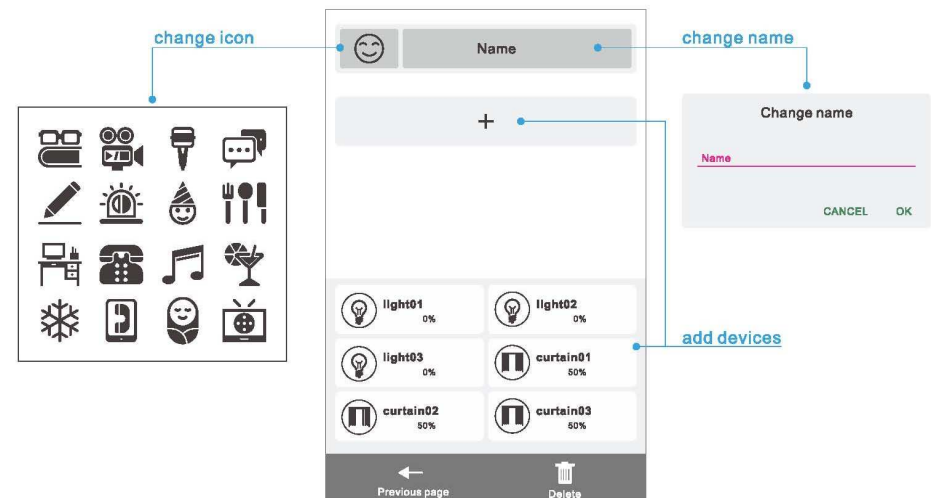 change icon
Name
change name
Change name
Name
CANCEL OK
+
light01
0%
light02
0%
light03
0%
curtain01
50%
curtain02
50%
curtain03
50%
add devices
Previous page
Delete